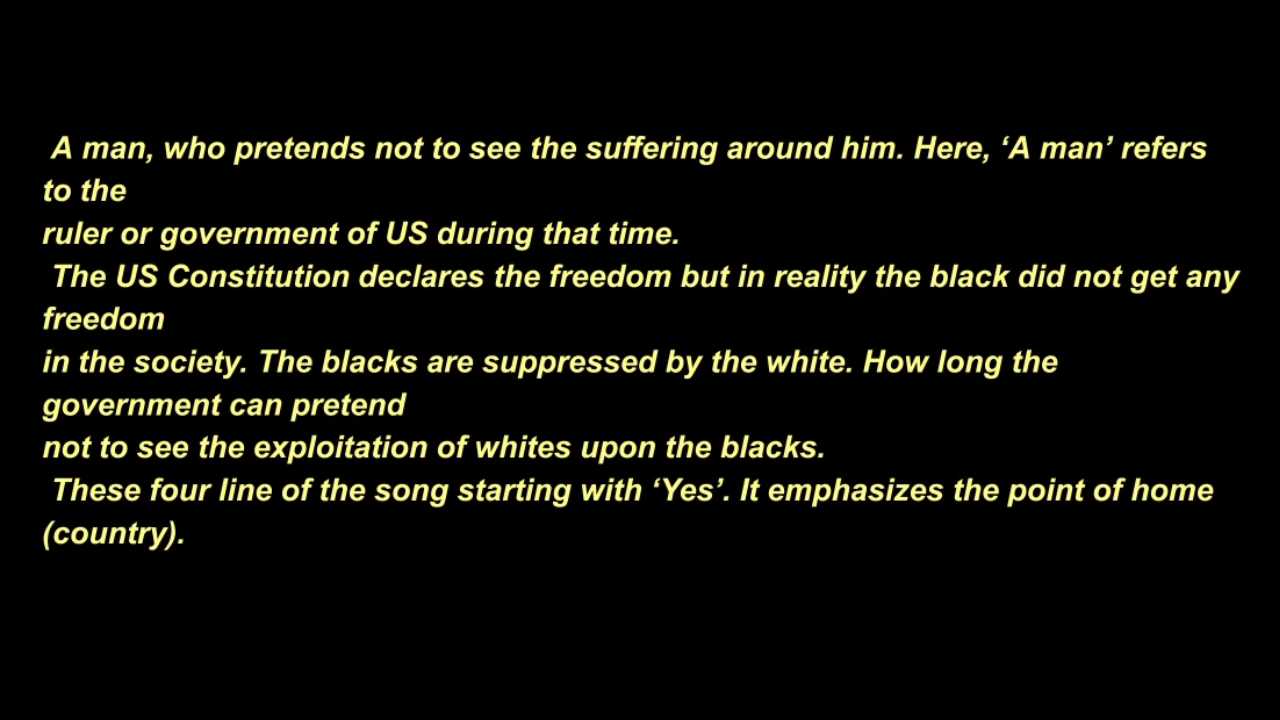 A man, who pretends not to see the suffering around him. Here, ‘A man’ refers
to the
ruler or government of US during that time.
The US Constitution declares the freedom but in reality the black did not get any
freedom
in the society. The blacks are suppressed by the white. How long the
government can pretend
not to see the exploitation of whites upon the blacks.
These four line of the song starting with ‘Yes’. It emphasizes the point of home
(country).